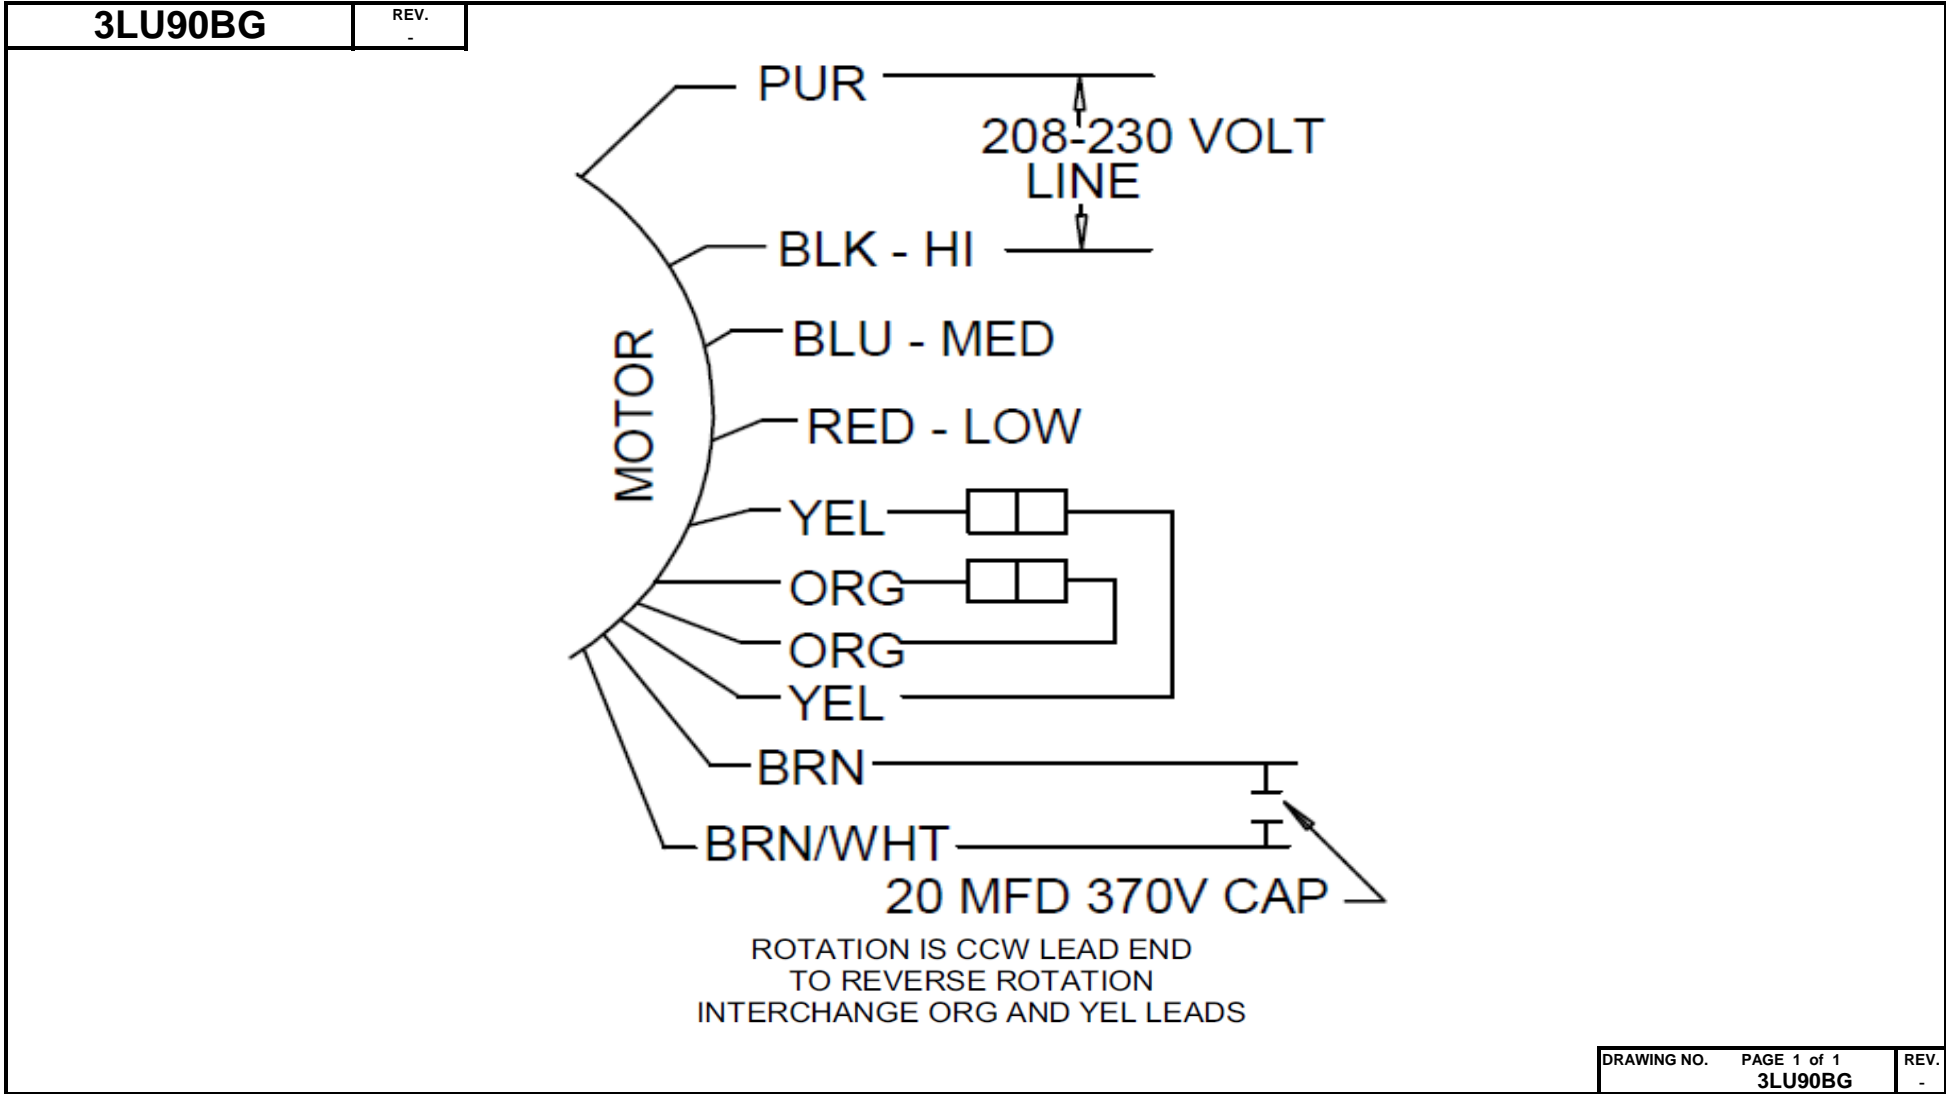 3LU90BG
REV.
-
PUR
208-230 VOLT
LINE
BLK - HI
BLU - MED
MOTOR
RED - LOW
YEL
ORG
ORG
YEL
BRN
BRN/WHT
20 MFD 370V CAP
ROTATION IS CCW LEAD END
TO REVERSE ROTATION
INTERCHANGE ORG AND YEL LEADS
DRAWING NO. PAGE 1 of 1
3LU90BG
REV.
-